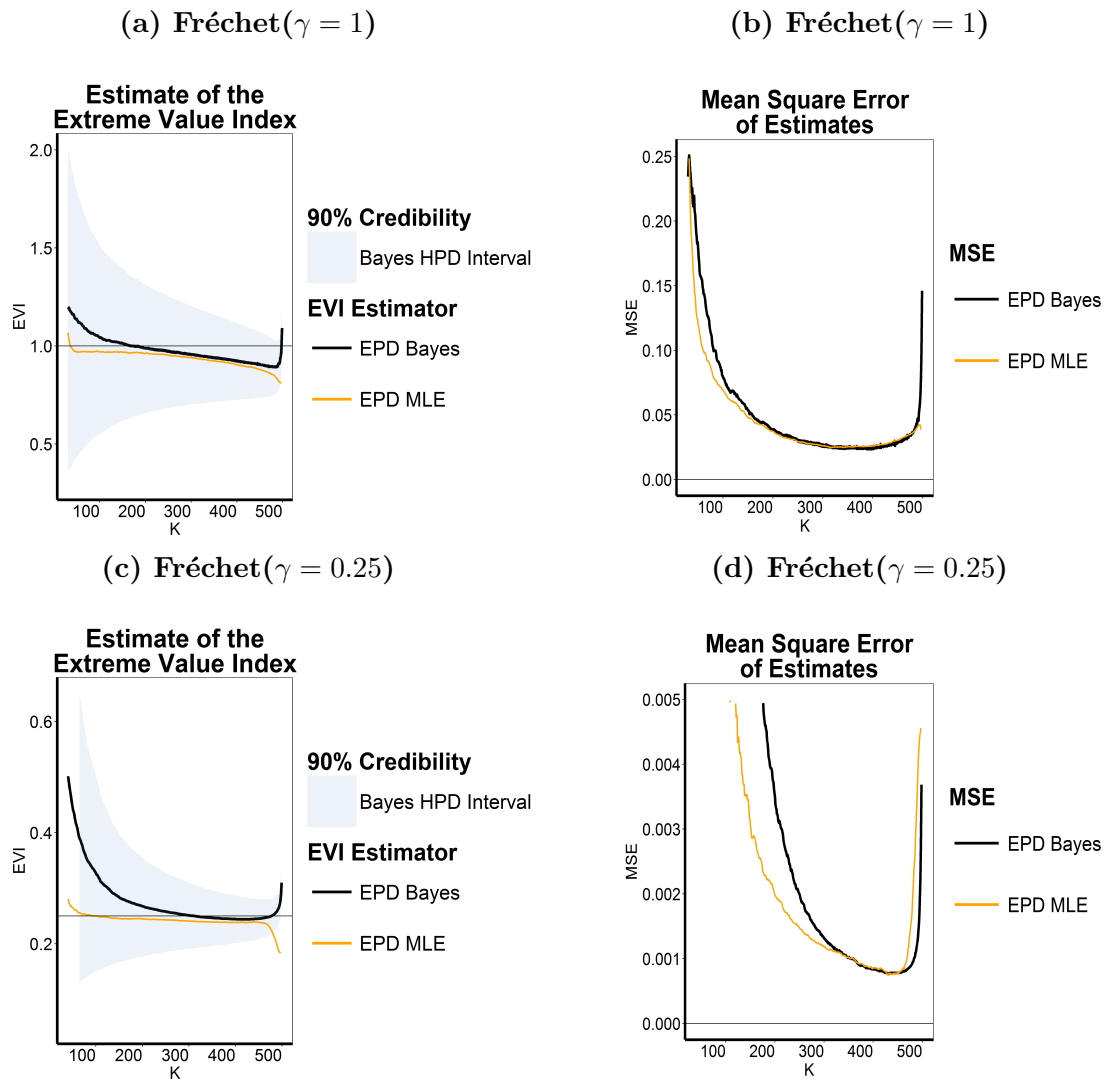 (a) Fréchet(γ = 1)
Estimate of the
Extreme Value Index
2.0
1.5
1.0
0.5
EVI
100 200 300 400 500
K
90% Credibility
Bayes HPD Interval
EVI Estimator
EPD Bayes
EPD MLE
(b) Fréchet(γ = 1)
Mean Square Error
of Estimates
0.25
0.20
0.15
0.10
0.05
0.00
MSE
100 200 300 400 500
K
MSE
EPD Bayes
EPD MLE
(c) Fréchet(γ = 0.25)
Estimate of the
Extreme Value Index
0.6
0.4
0.2
EVI
100 200 300 400 500
K
90% Credibility
Bayes HPD Interval
EVI Estimator
EPD Bayes
EPD MLE
(d) Fréchet(γ = 0.25)
Mean Square Error
of Estimates
0.005
0.004
0.003
0.002
0.001
0.000
MSE
100 200 300 400 500
K
MSE
EPD Bayes
EPD MLE